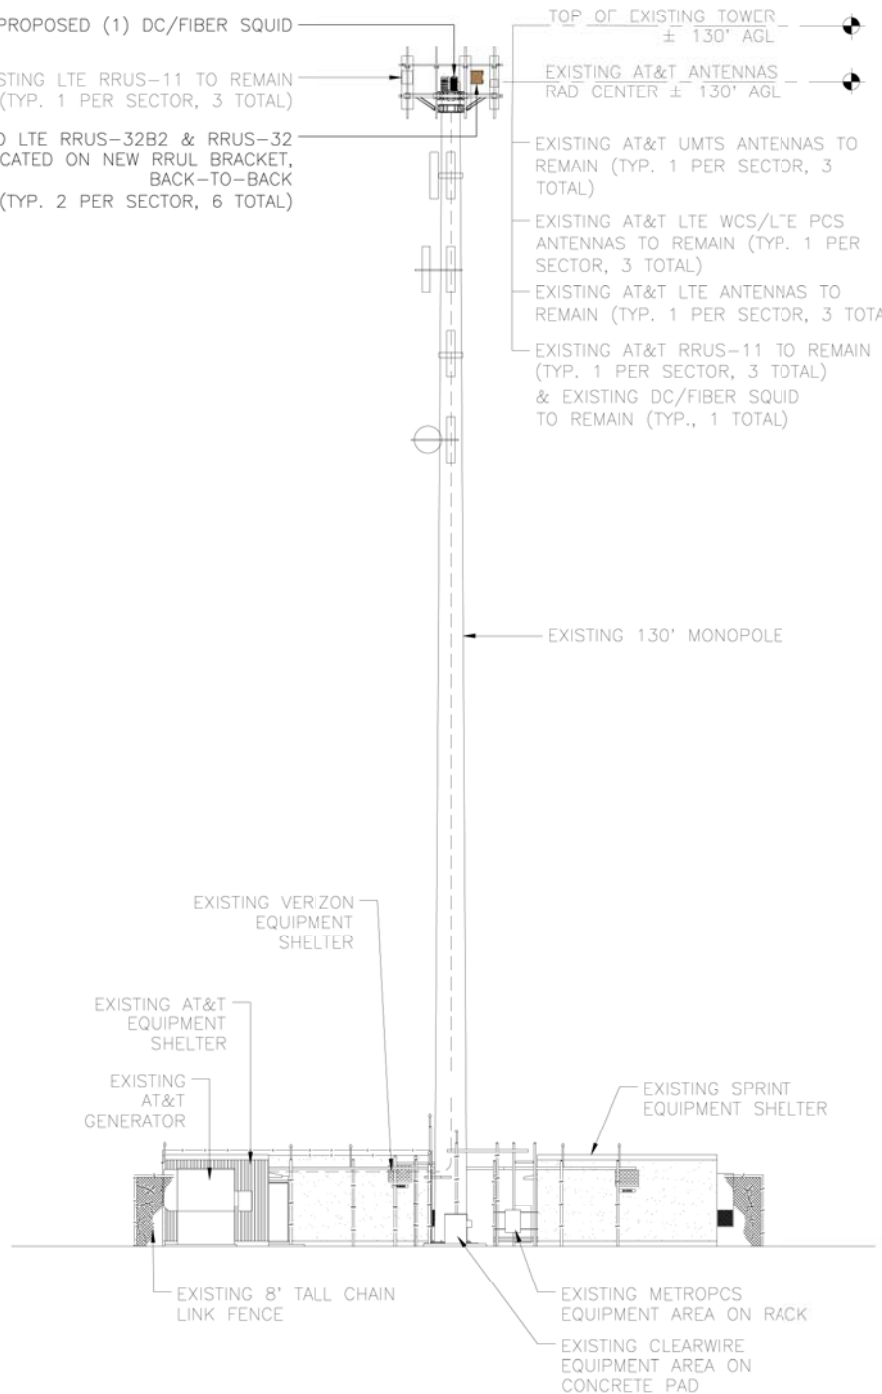 PROPOSED (1) DC/FIBER SQUID
LTE RRUS-11 TO REMAIN
(TYP. 1 PER SECTOR, 3 TOTAL)
LTE RRUS-32B2 & RRUS-32
ON NEW RRUL BRACKET,
BACK-TO-BACK
(TYP. 2 PER SECTOR, 6 TOTAL)
TOP OF EXISTING TOWER
± 130' AGL
EXISTING AT&T ANTENNAS
RAD CENTER ± 130' AGL
EXISTING AT&T UMTS ANTENNAS TO
REMAIN (TYP. 1 PER SECTOR, 3
TOTAL)
EXISTING AT&T LTE WCS/LTE PCS
ANTENNAS TO REMAIN (TYP. 1 PER
SECTOR, 3 TOTAL)
EXISTING AT&T LTE ANTENNAS TO
REMAIN (TYP. 1 PER SECTOR, 3
EXISTING AT&T RRUS-11 TO REMAIN
(TYP. 1 PER SECTOR, 3 TOTAL)
& EXISTING DC/FIBER SQUID
TO REMAIN (TYP., 1 TOTAL)
EXISTING 130' MONOPOLE
EXISTING VERIZON
EQUIPMENT
SHELTER
EXISTING AT&T
EQUIPMENT
SHELTER
EXISTING
AT&T
GENERATOR
EXISTING SPRINT
EQUIPMENT SHELTER
EXISTING 8' TALL CHAIN
LINK FENCE
EXISTING METROPCS
EQUIPMENT AREA ON RACK
EXISTING CLEARWIRE
EQUIPMENT AREA ON
CONCRETE PAD